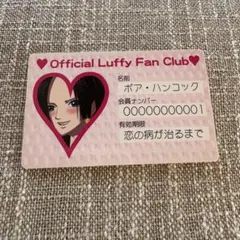 ♥Official Luffy Fan Club♥
名前
ボア・ハンコック
会員ナンバー
00000000001
有効期限
恋の病が治るまで